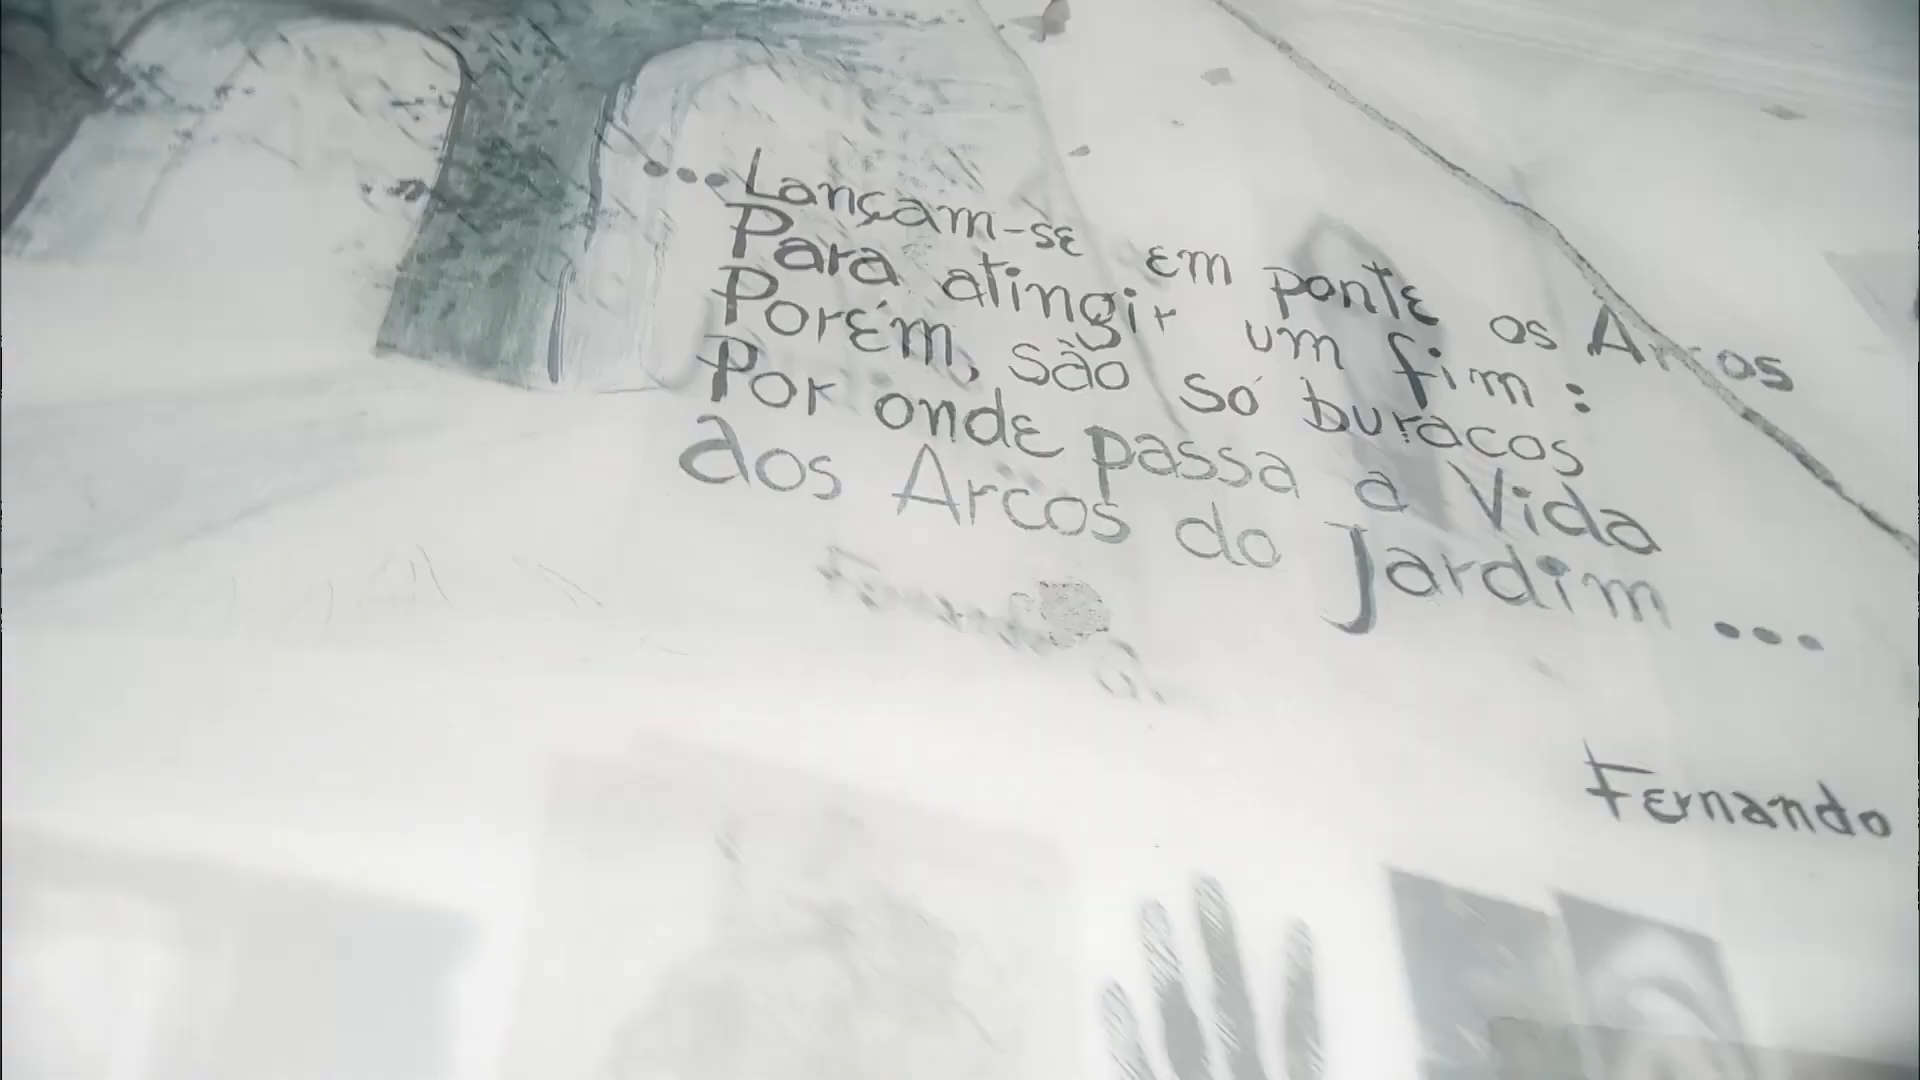 ...Lançam-se em ponte os Arcos
Para atingir um fim:
Porém, são só buracos
Por onde passa a Vida
dos Arcos do Jardim...
Fernando